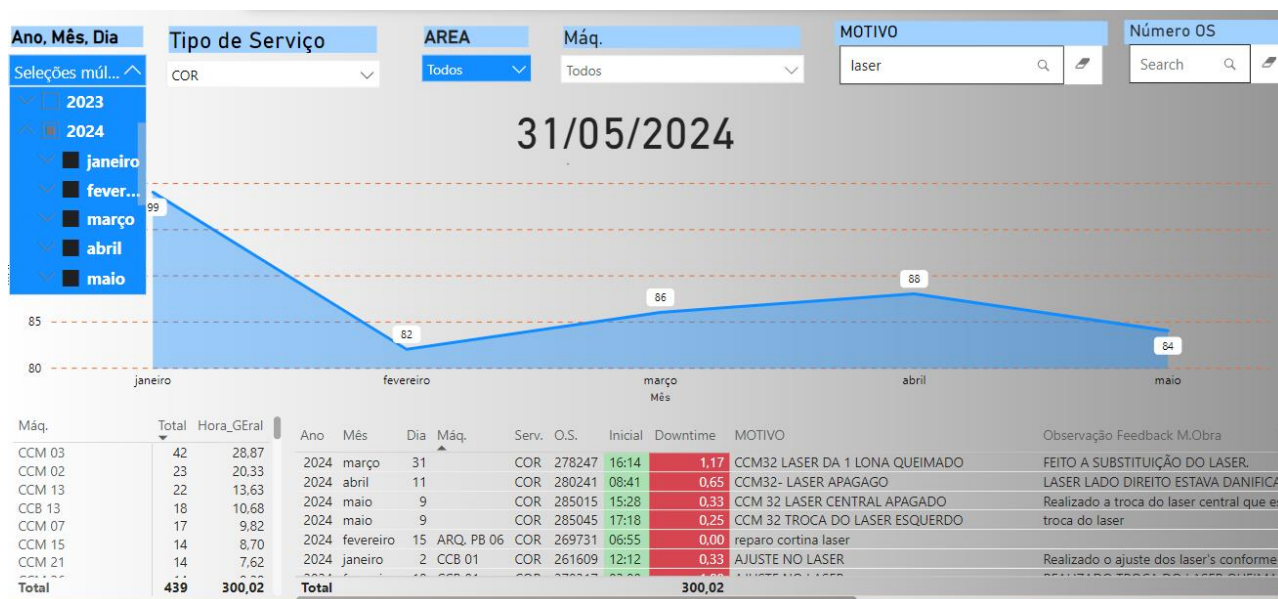 Ano, Mês, Dia
Tipo de Serviço
AREA
Máq.
MOTIVO
Número OS
Seleções múl...
COR
Todos
Todos
laser
Search
2023
2024
janeiro
fever...
março
abril
maio
31/05/2024
99
82
86
88
84
85
80
janeiro fevereiro março abril maio
Mês
Máq. Total Hora_GEral
CCM 03 42 28,87
CCM 02 23 20,33
CCM 13 22 13,63
CCB 13 18 10,68
CCM 07 17 9,82
CCM 15 14 8,70
CCM 21 14 7,62
Total 439 300,02
Ano Mês Dia Máq. Serv. O.S. Inicial Downtime MOTIVO Observação Feedback M.Obra
2024 março 31 COR 278247 16:14 1,17 CCM32 LASER DA 1 LONA QUEIMADO FEITO A SUBSTITUIÇÃO DO LASER.
2024 abril 11 COR 280241 08:41 0,65 CCM32- LASER APAGAGO LASER LADO DIREITO ESTAVA DANIFICA
2024 maio 9 COR 285015 15:28 0,33 CCM 32 LASER CENTRAL APAGADO Realizado a troca do laser central que es
2024 maio 9 COR 285045 17:18 0,25 CCM 32 TROCA DO LASER ESQUERDO troca do laser
2024 fevereiro 15 ARQ. PB 06 COR 269731 06:55 0,00 reparo cortina laser
2024 janeiro 2 CCB 01 COR 261609 12:12 0,33 AJUSTE NO LASER Realizado o ajuste dos laser's conforme
Total 300,02